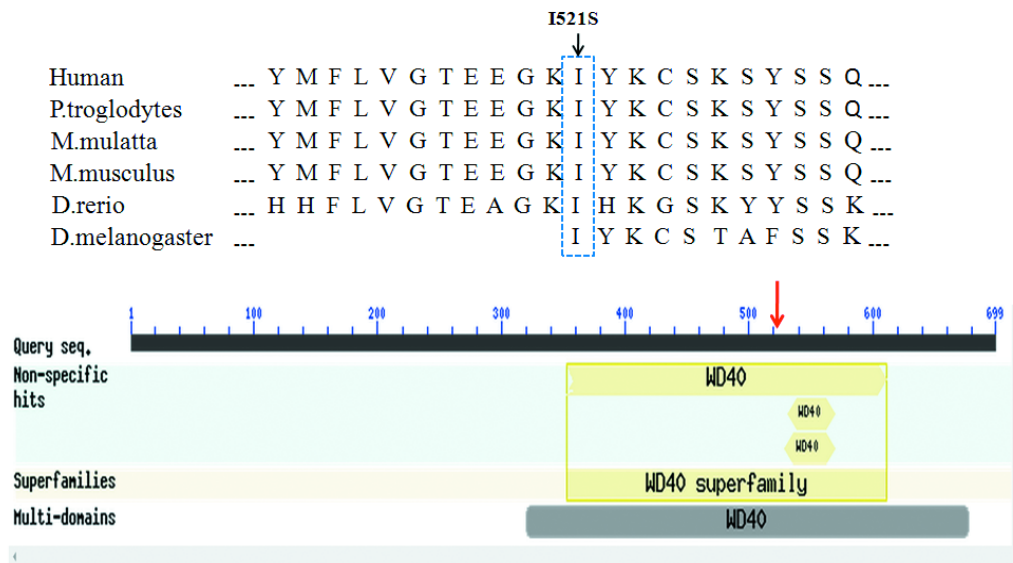 I521S
Human --- Y M F L V G T E E G K I Y K C S K S Y S S Q ---
P.troglodytes --- Y M F L V G T E E G K I Y K C S K S Y S S Q ---
M.mulatta --- Y M F L V G T E E G K I Y K C S K S Y S S Q ---
M.musculus --- Y M F L V G T E E G K I Y K C S K S Y S S Q ---
D.rerio --- H H F L V G T E A G K I H K G S K Y Y S S K ---
D.melanogaster --- I Y K C S T A F S S K ---
1 100 200 300 400 500 600 699
Query seq.
Non-specific hits WD40
WD40
WD40
Superfamilies WD40 superfamily
Multi-domains WD40